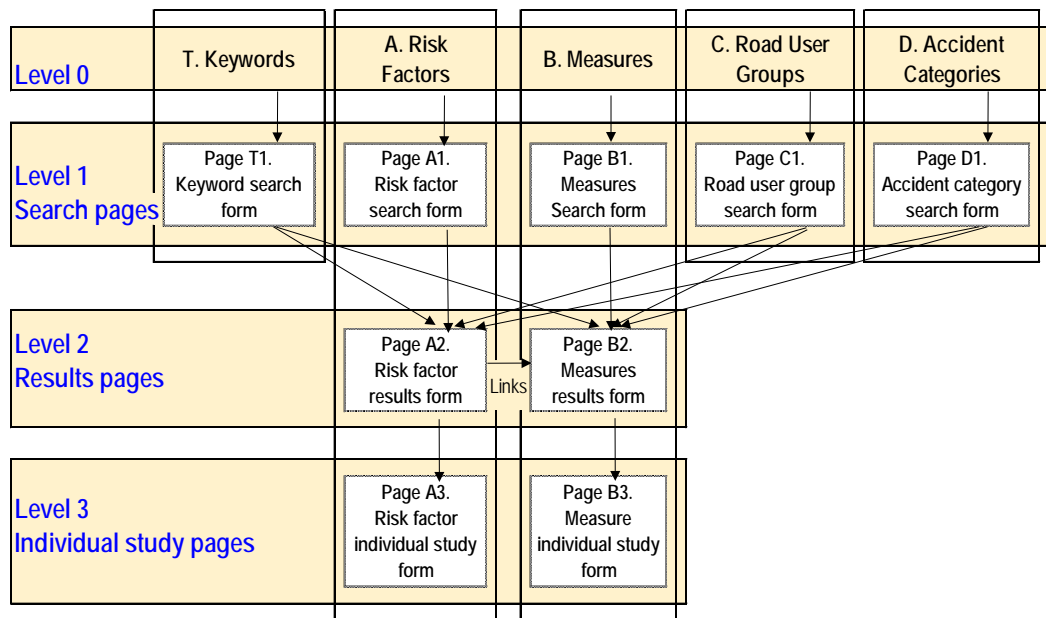 Level 0
T. Keywords
A. Risk
Factors
B. Measures
C. Road User
Groups
D. Accident
Categories
Level 1
Search pages
Page T1.
Keyword search
form
Page A1.
Risk factor
search form
Page B1.
Measures
Search form
Page C1.
Road user group
search form
Page D1.
Accident category
search form
Level 2
Results pages
Page A2.
Risk factor
results form
Links
Page B2.
Measures
results form
Level 3
Individual study pages
Page A3.
Risk factor
individual study
form
Page B3.
Measure
individual study
form